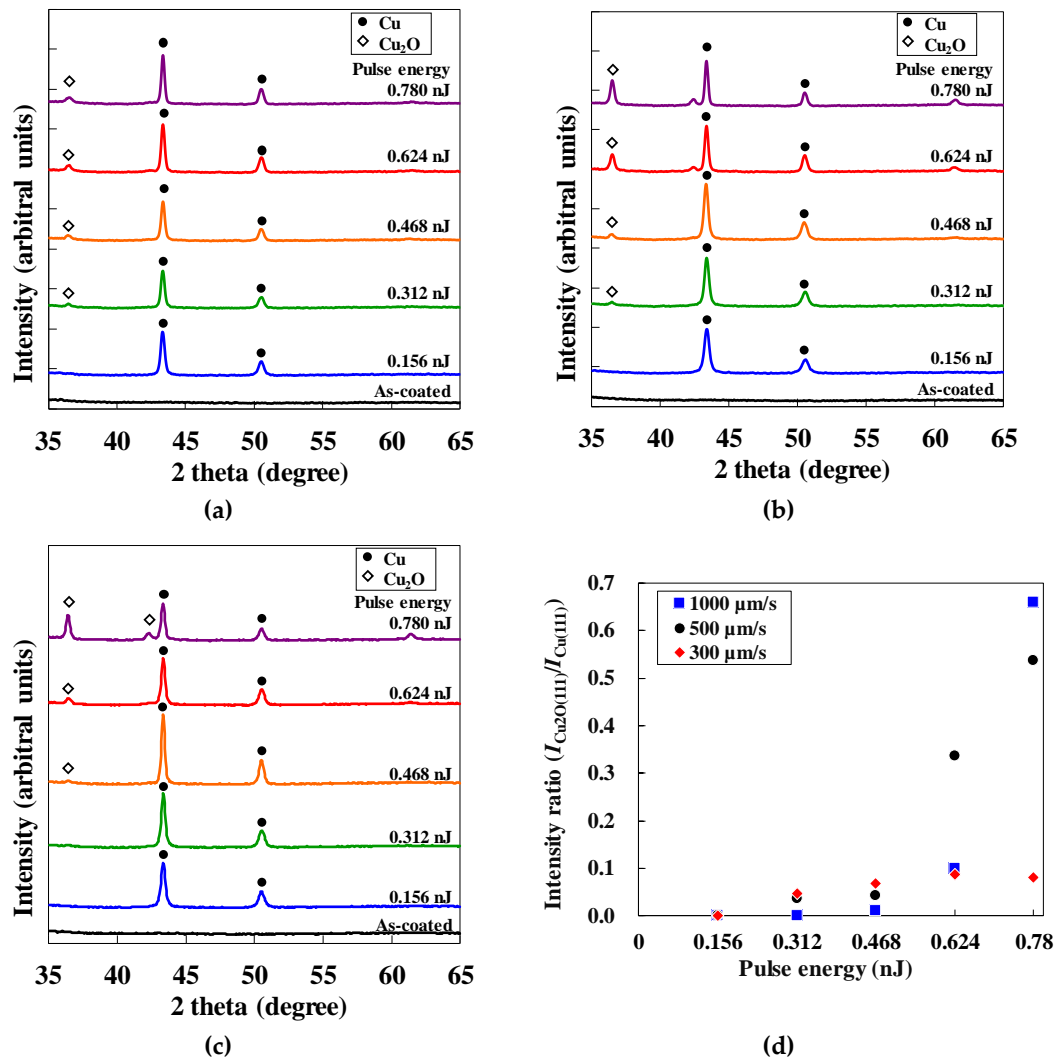 Cu
Cu₂O
Pulse energy
0.780 nJ
0.624 nJ
0.468 nJ
0.312 nJ
0.156 nJ
As-coated
Intensity (arbitral units)
35 40 45 50 55 60 65
2 theta (degree)
(a)
Cu
Cu₂O
Pulse energy
0.780 nJ
0.624 nJ
0.468 nJ
0.312 nJ
0.156 nJ
As-coated
Intensity (arbitral units)
35 40 45 50 55 60 65
2 theta (degree)
(b)
Cu
Cu₂O
Pulse energy
0.780 nJ
0.624 nJ
0.468 nJ
0.312 nJ
0.156 nJ
As-coated
Intensity (arbitral units)
35 40 45 50 55 60 65
2 theta (degree)
(c)
1000 µm/s
500 µm/s
300 µm/s
Intensity ratio (I Cu2O(111)/I Cu(111))
0.7
0.6
0.5
0.4
0.3
0.2
0.1
0.0
0 0.156 0.312 0.468 0.624 0.78
Pulse energy (nJ)
(d)